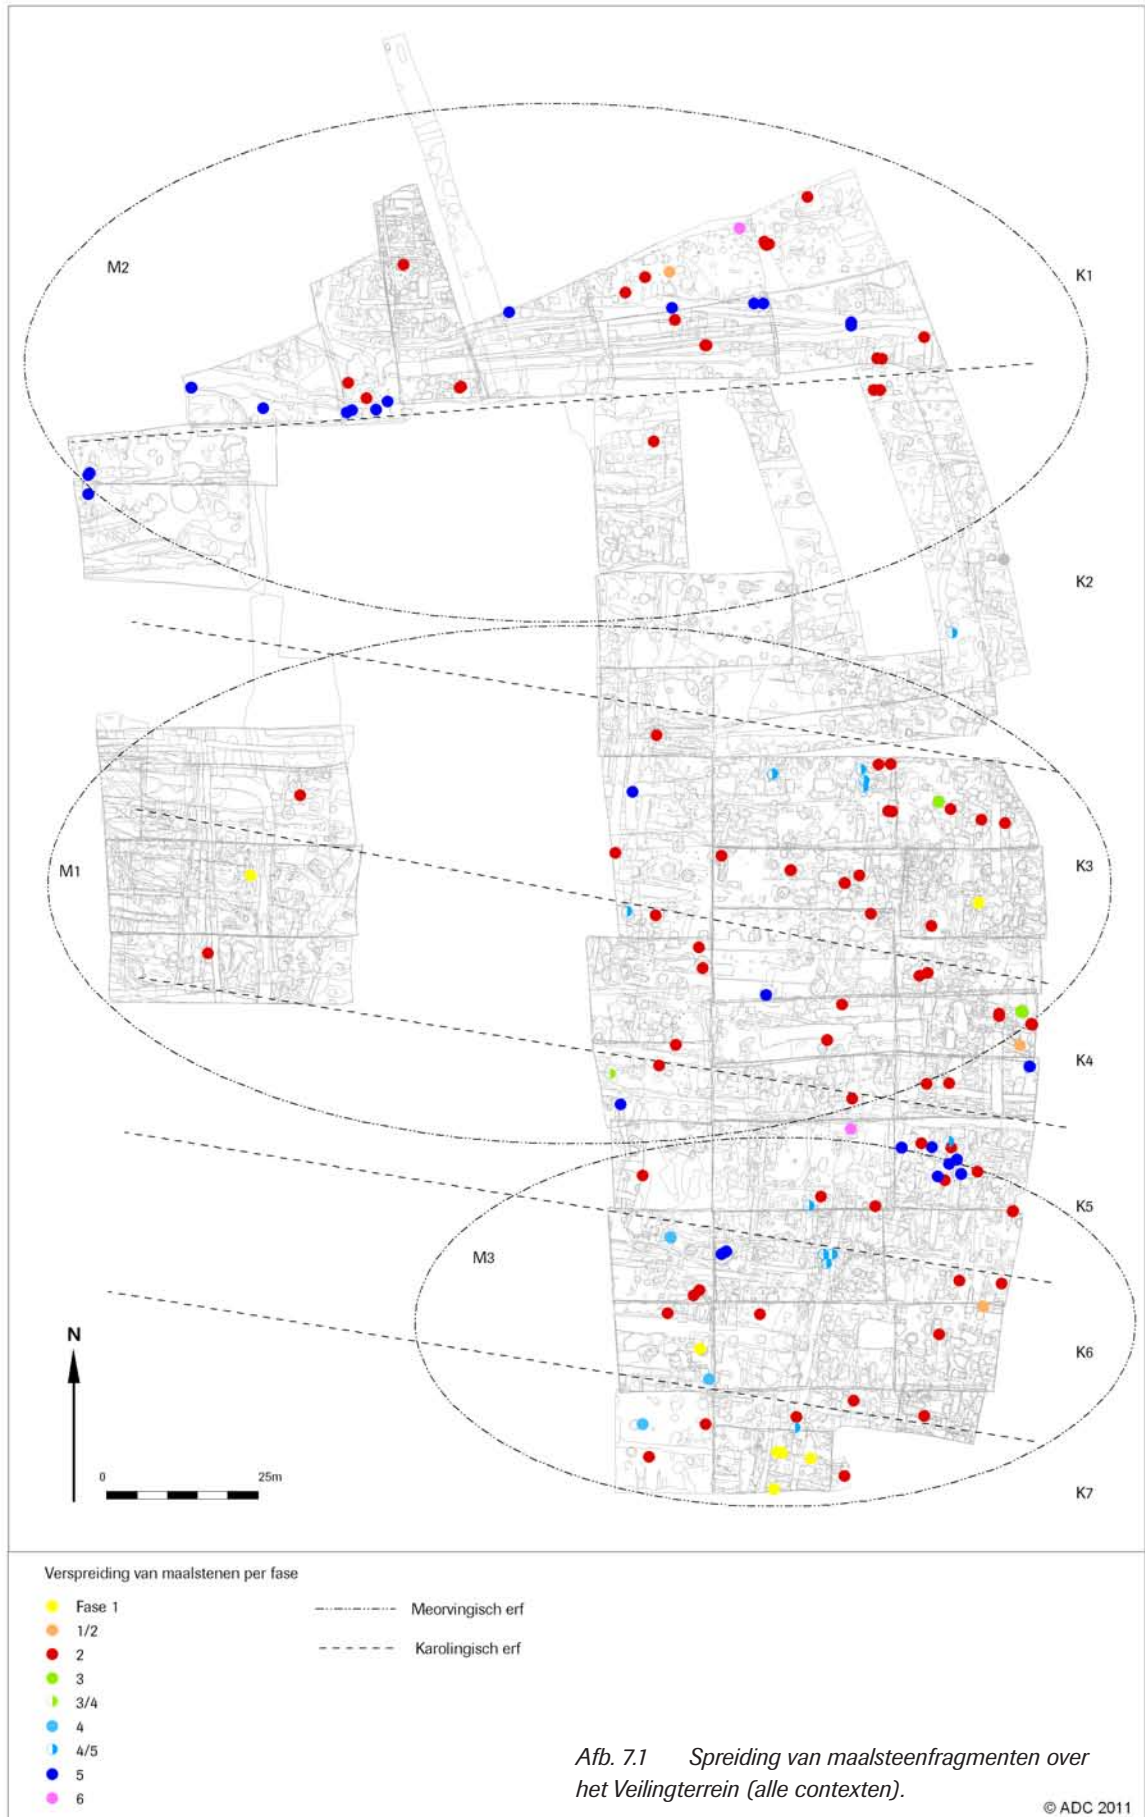 M2
K1
K2
M1
K3
K4
K5
M3
K6
N
0 25m
K7
Verspreiding van maalstenen per fase
Fase 1
1/2
2
3
3/4
4
4/5
5
6
Meorvingisch erf
Karolingisch erf
Afb. 7.1 Spreiding van maalsteenfragmenten over
het Veilingterrein (alle contexten).
© ADC 2011